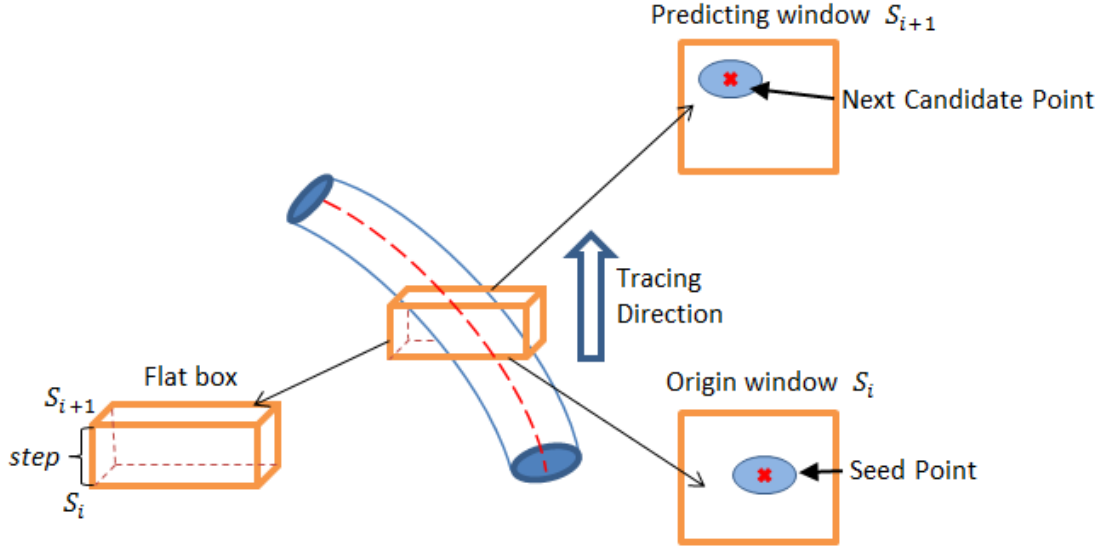 Predicting window S_{i+1}
Next Candidate Point
Tracing
Direction
Flat box
S_{i+1}
step
S_i
Origin window S_i
Seed Point